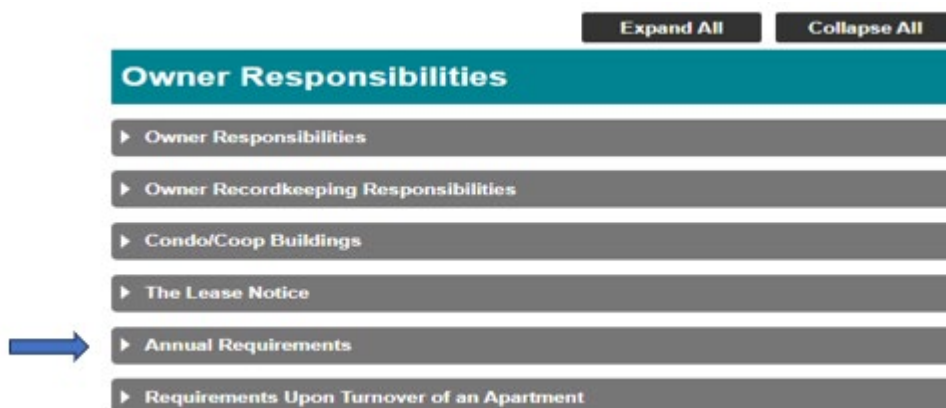 Expand All Collapse All
Owner Responsibilities
Owner Responsibilities
Owner Recordkeeping Responsibilities
Condo/Coop Buildings
The Lease Notice
Annual Requirements
Requirements Upon Turnover of an Apartment